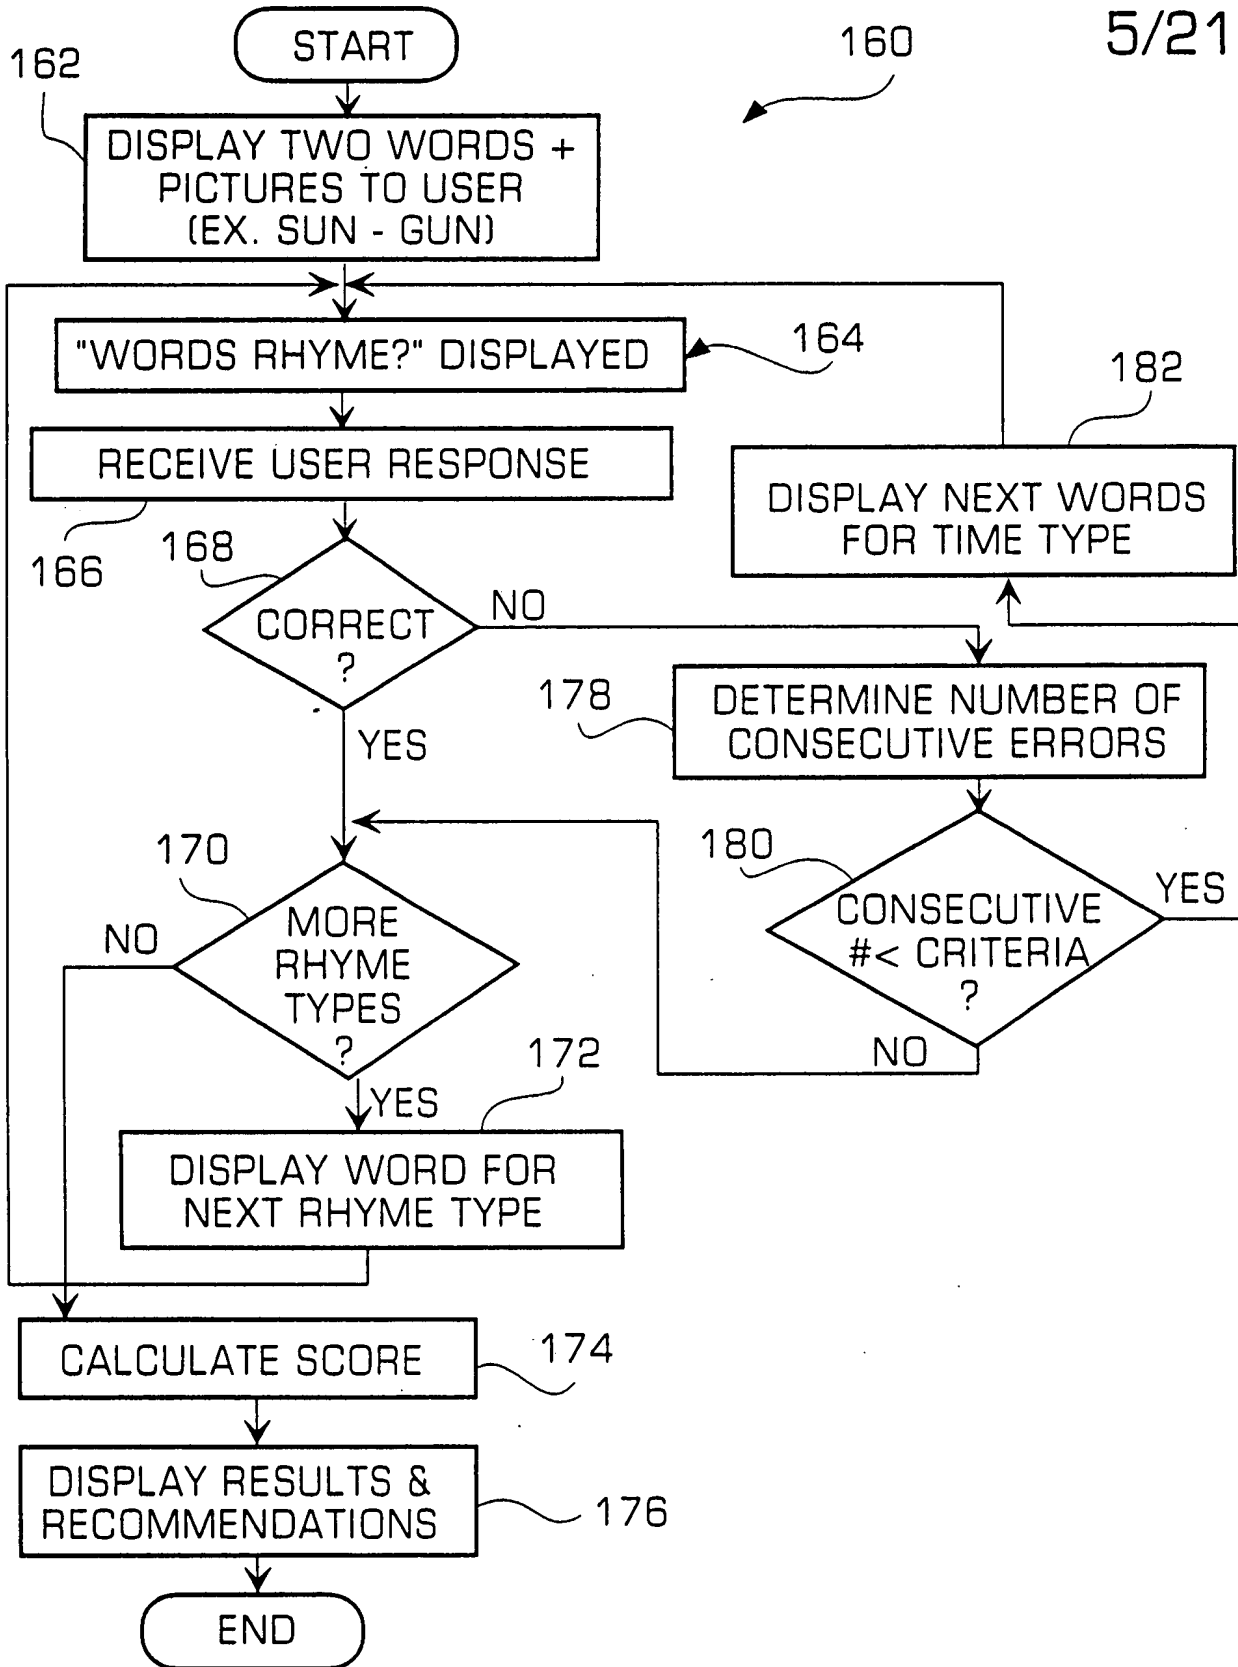 5/21
160
START
162
DISPLAY TWO WORDS +
PICTURES TO USER
(EX. SUN - GUN)
"WORDS RHYME?" DISPLAYED
164
RECEIVE USER RESPONSE
166
182
DISPLAY NEXT WORDS
FOR TIME TYPE
168
CORRECT
?
NO
YES
178
DETERMINE NUMBER OF
CONSECUTIVE ERRORS
180
CONSECUTIVE
#< CRITERIA
?
YES
NO
170
MORE
RHYME
TYPES
?
NO
YES
172
DISPLAY WORD FOR
NEXT RHYME TYPE
CALCULATE SCORE
174
DISPLAY RESULTS &
RECOMMENDATIONS
176
END